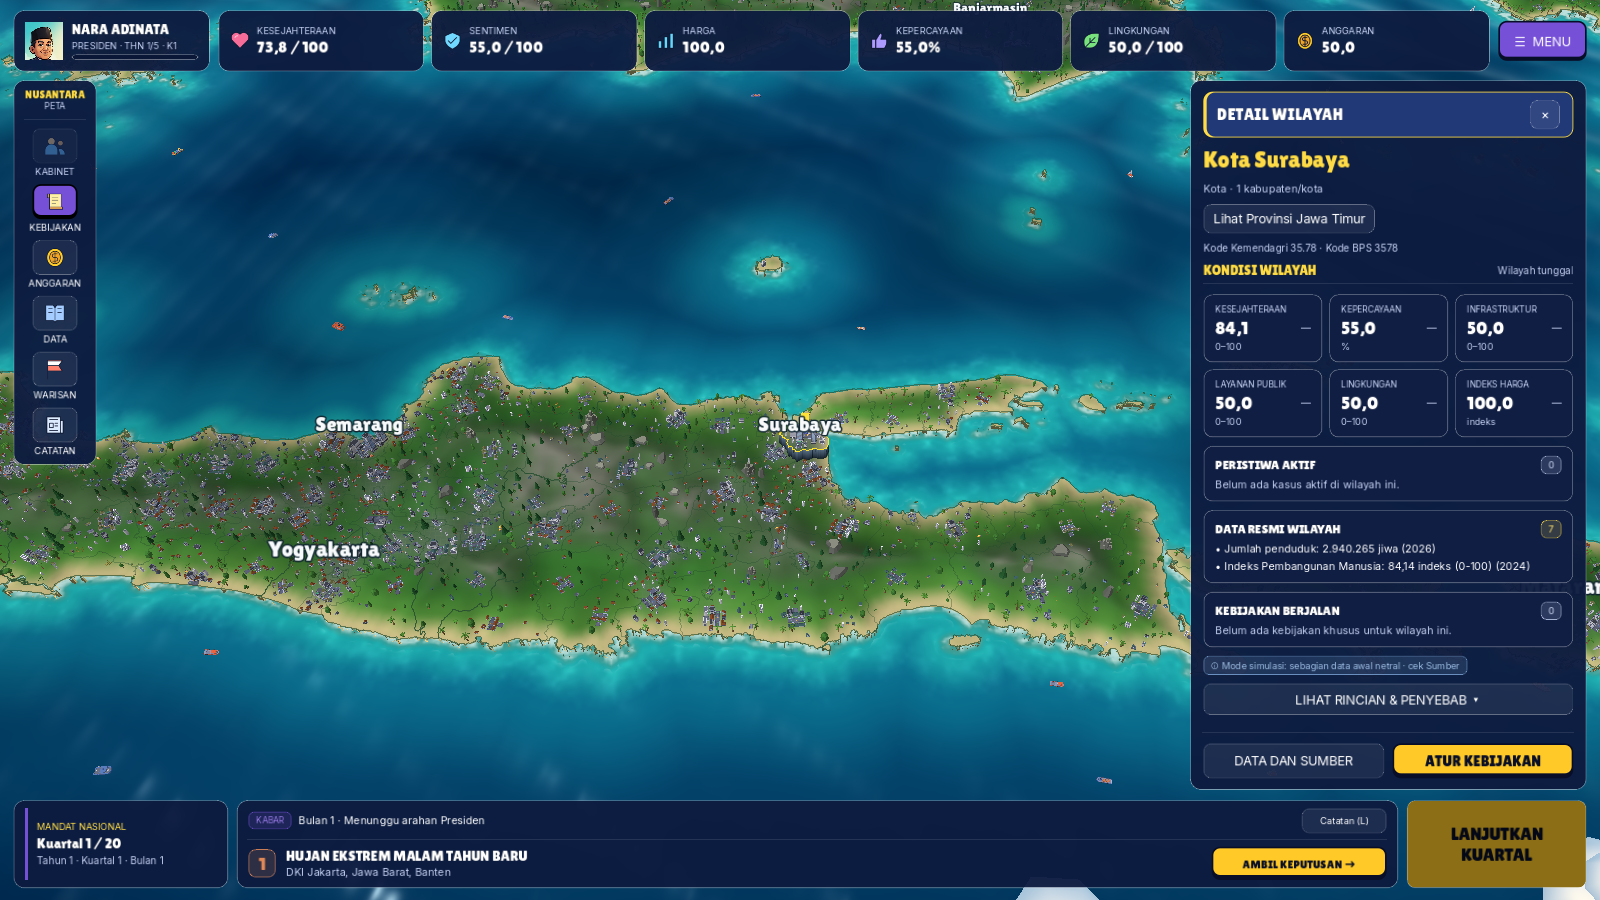 Banjarmasin
NARA ADINATA
PRESIDEN · THN 1/5 · K1
KESEJAHTERAAN
73,8 / 100
SENTIMEN
55,0 / 100
HARGA
100,0
KEPERCAYAAN
55,0%
LINGKUNGAN
50,0 / 100
ANGGARAN
50,0
☰ MENU
NUSANTARA
PETA
KABINET
KEBIJAKAN
ANGGARAN
DATA
WARISAN
CATATAN
Semarang
Surabaya
Yogyakarta
DETAIL WILAYAH
×
Kota Surabaya
Kota · 1 kabupaten/kota
Lihat Provinsi Jawa Timur
Kode Kemendagri 35.78 · Kode BPS 3578
KONDISI WILAYAH
Wilayah tunggal
KESEJAHTERAAN
84,1 —
0–100
KEPERCAYAAN
55,0 —
%
INFRASTRUKTUR
50,0 —
0–100
LAYANAN PUBLIK
50,0 —
0–100
LINGKUNGAN
50,0 —
0–100
INDEKS HARGA
100,0 —
indeks
PERISTIWA AKTIF 0
Belum ada kasus aktif di wilayah ini.
DATA RESMI WILAYAH 7
• Jumlah penduduk: 2.940.265 jiwa (2026)
• Indeks Pembangunan Manusia: 84,14 indeks (0-100) (2024)
KEBIJAKAN BERJALAN 0
Belum ada kebijakan khusus untuk wilayah ini.
Mode simulasi: sebagian data awal netral · cek Sumber
LIHAT RINCIAN & PENYEBAB ▾
DATA DAN SUMBER
ATUR KEBIJAKAN
MANDAT NASIONAL
Kuartal 1 / 20
Tahun 1 · Kuartal 1 · Bulan 1
KABAR Bulan 1 · Menunggu arahan Presiden
Catatan (L)
1
HUJAN EKSTREM MALAM TAHUN BARU
DKI Jakarta, Jawa Barat, Banten
AMBIL KEPUTUSAN →
LANJUTKAN
KUARTAL